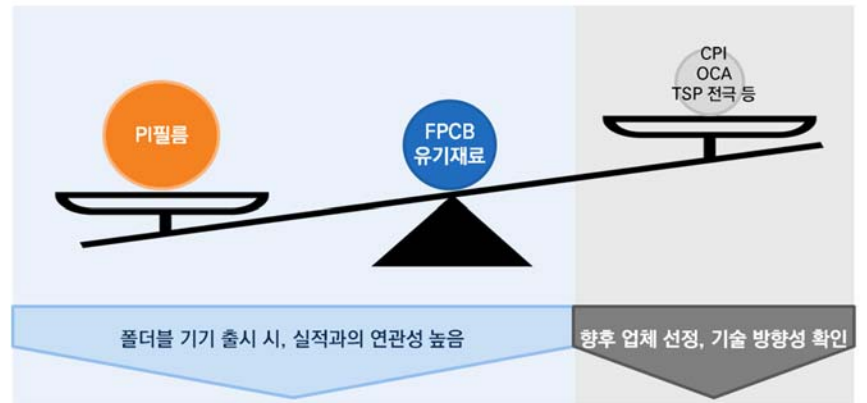 CPI
OCA
TSP 전극 등
PI필름
FPCB
유기재료
폴더블 기기 출시 시, 실적과의 연관성 높음
향후 업체 선정, 기술 방향성 확인